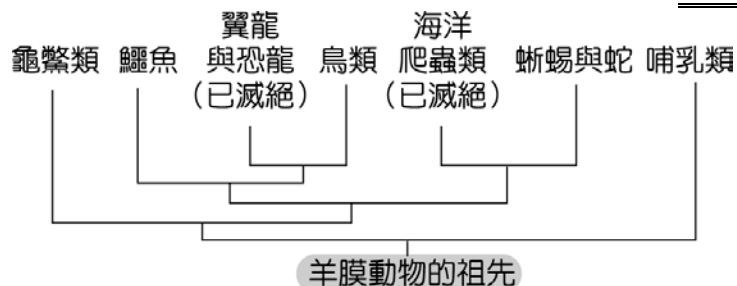 龜鱉類
鱷魚
翼龍
與恐龍
（已滅絕）
鳥類
海洋
爬蟲類
（已滅絕）
蜥蜴與蛇
哺乳類
羊膜動物的祖先